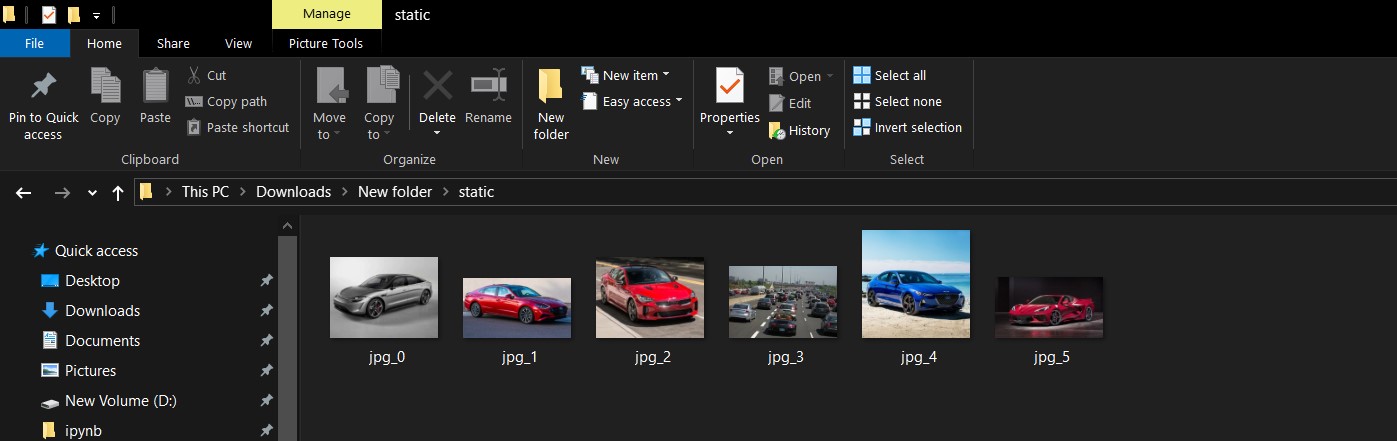 Manage
static
File
Home
Share
View
Picture Tools
Pin to Quick
access
Copy
Paste
Cut
Copy path
Paste shortcut
Clipboard
Move
to
Copy
to
Delete
Rename
Organize
New
folder
New item
Easy access
New
Properties
Open
Edit
History
Open
Select all
Select none
Invert selection
Select
This PC > Downloads > New folder > static
Quick access
Desktop
Downloads
Documents
Pictures
New Volume (D:)
ipynb
jpg_0
jpg_1
jpg_2
jpg_3
jpg_4
jpg_5